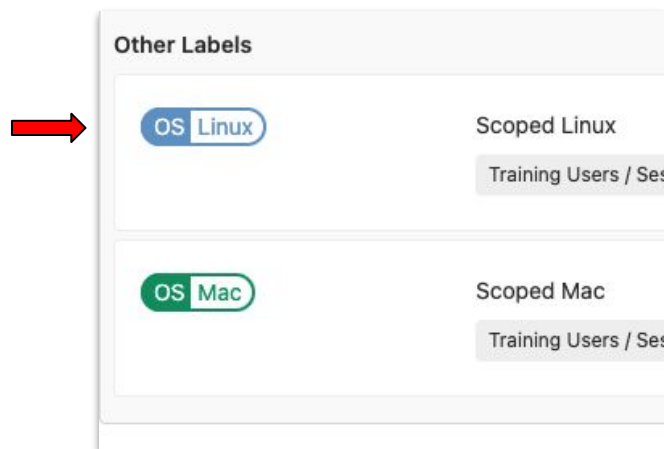 Other Labels
OS Linux
Scoped Linux
Training Users / Ses
OS Mac
Scoped Mac
Training Users / Ses